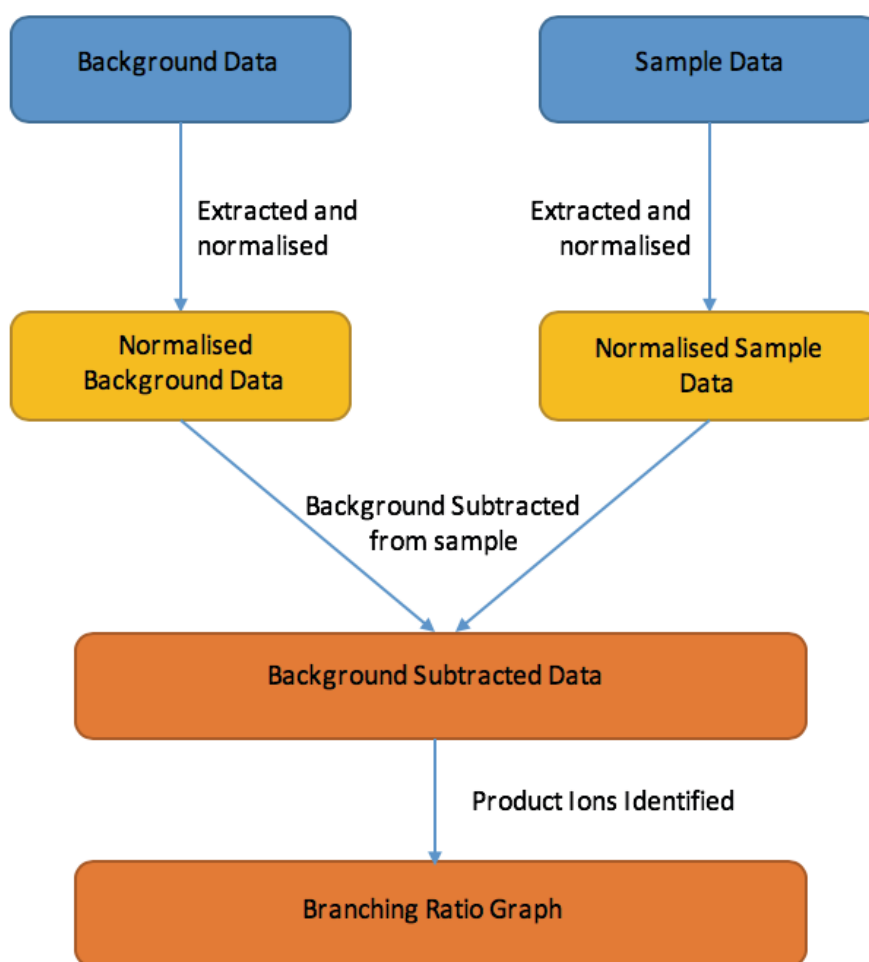 Background Data
Sample Data
Extracted and
normalised
Extracted and
normalised
Normalised
Background Data
Normalised Sample
Data
Background Subtracted
from sample
Background Subtracted Data
Product Ions Identified
Branching Ratio Graph